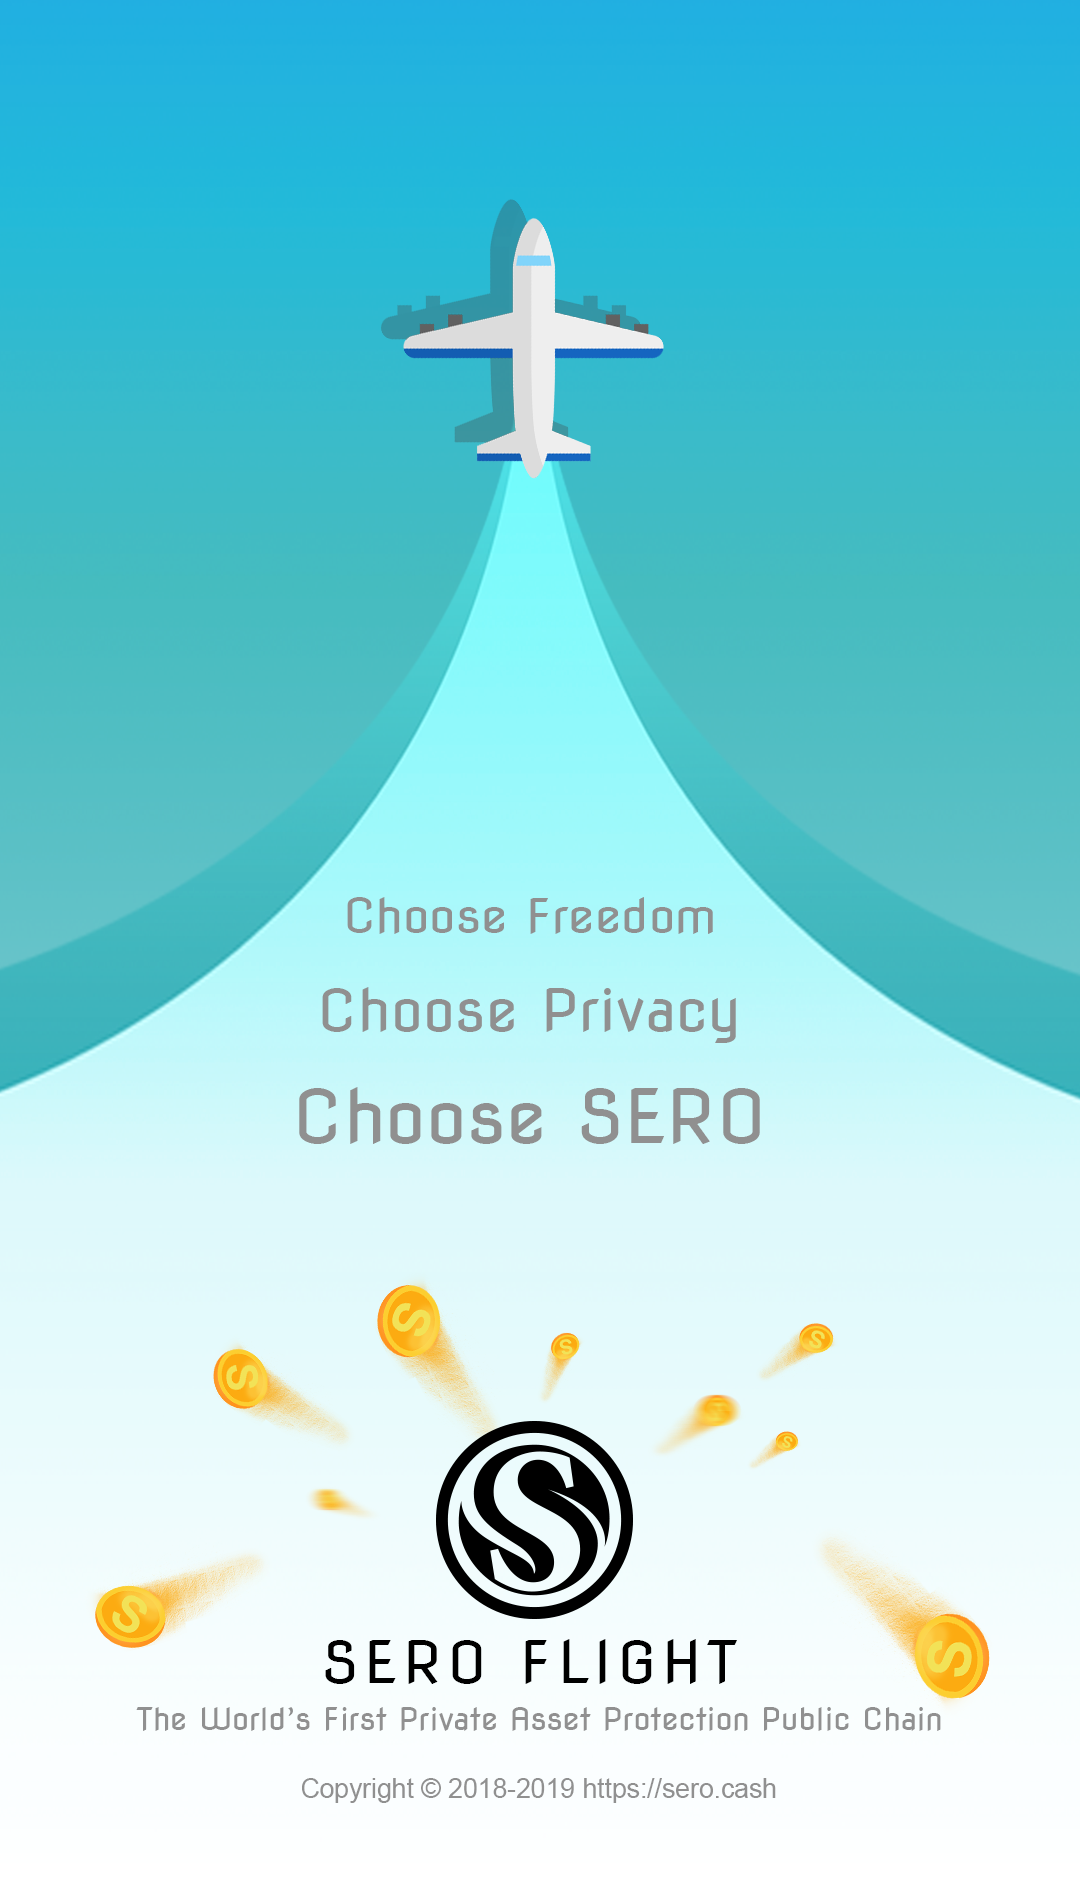 Choose Freedom
Choose Privacy
Choose SERO
SERO FLIGHT
The World's First Private Asset Protection Public Chain
Copyright © 2018-2019 https://sero.cash